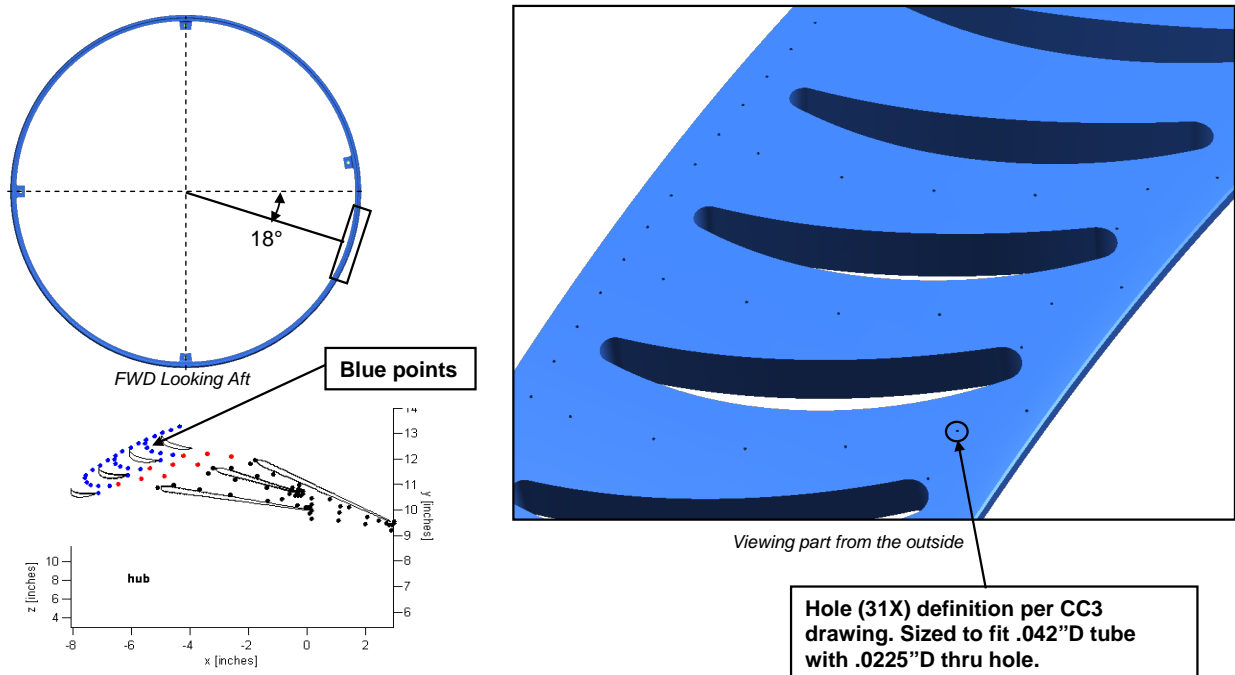 18°
FWD Looking Aft
Blue points
14
13
12
11
10
9
8
7
6
y [inches]
10
8
6
4
z [inches]
hub
-8 -6 -4 -2 0 2
x [inches]
Viewing part from the outside
Hole (31X) definition per CC3
drawing. Sized to fit .042”D tube
with .0225”D thru hole.